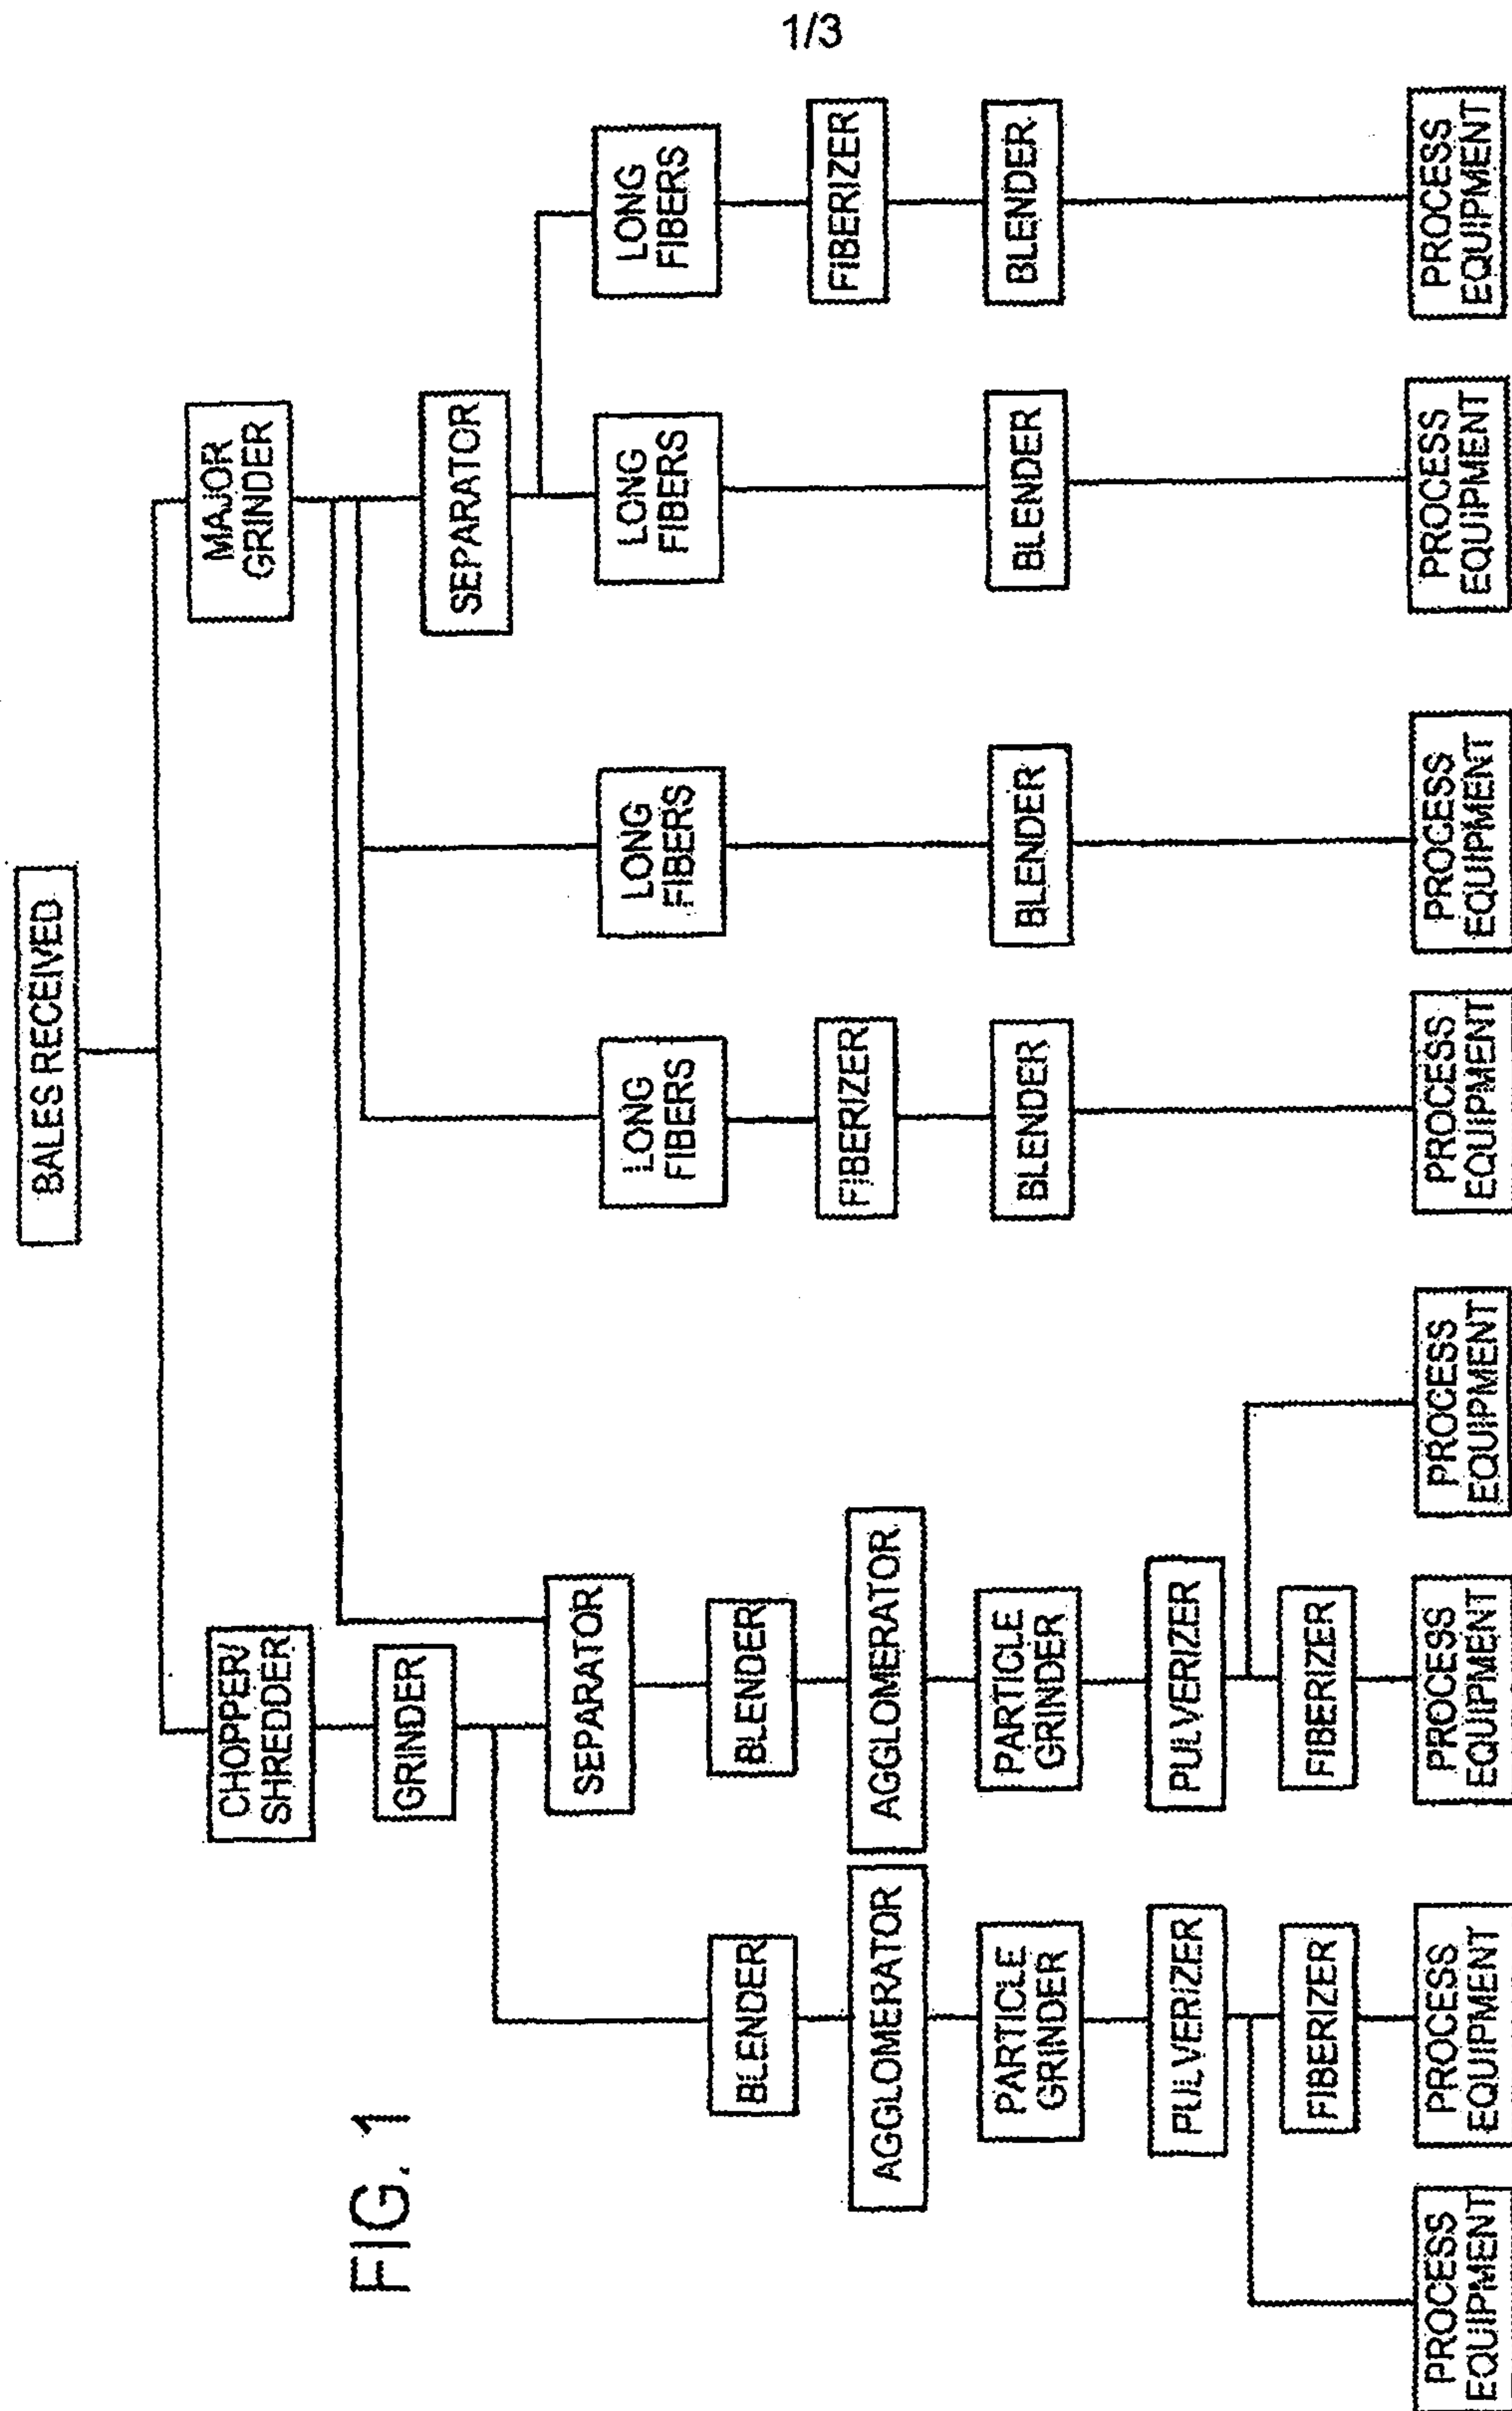 1/3
BALES RECEIVED
CHOPPER/
SHREDDER
MAJOR
GRINDER
FIG. 1
GRINDER
SEPARATOR
SEPARATOR
LONG
FIBERS
LONG
FIBERS
LONG
FIBERS
LONG
FIBERS
BLENDER
BLENDER
AGGLOMERATOR
AGGLOMERATOR
FIBERIZER
FIBERIZER
PARTICLE
GRINDER
PARTICLE
GRINDER
BLENDER
BLENDER
BLENDER
BLENDER
PULVERIZER
PULVERIZER
FIBERIZER
FIBERIZER
PROCESS
EQUIPMENT
PROCESS
EQUIPMENT
PROCESS
EQUIPMENT
PROCESS
EQUIPMENT
PROCESS
EQUIPMENT
PROCESS
EQUIPMENT
PROCESS
EQUIPMENT
PROCESS
EQUIPMENT